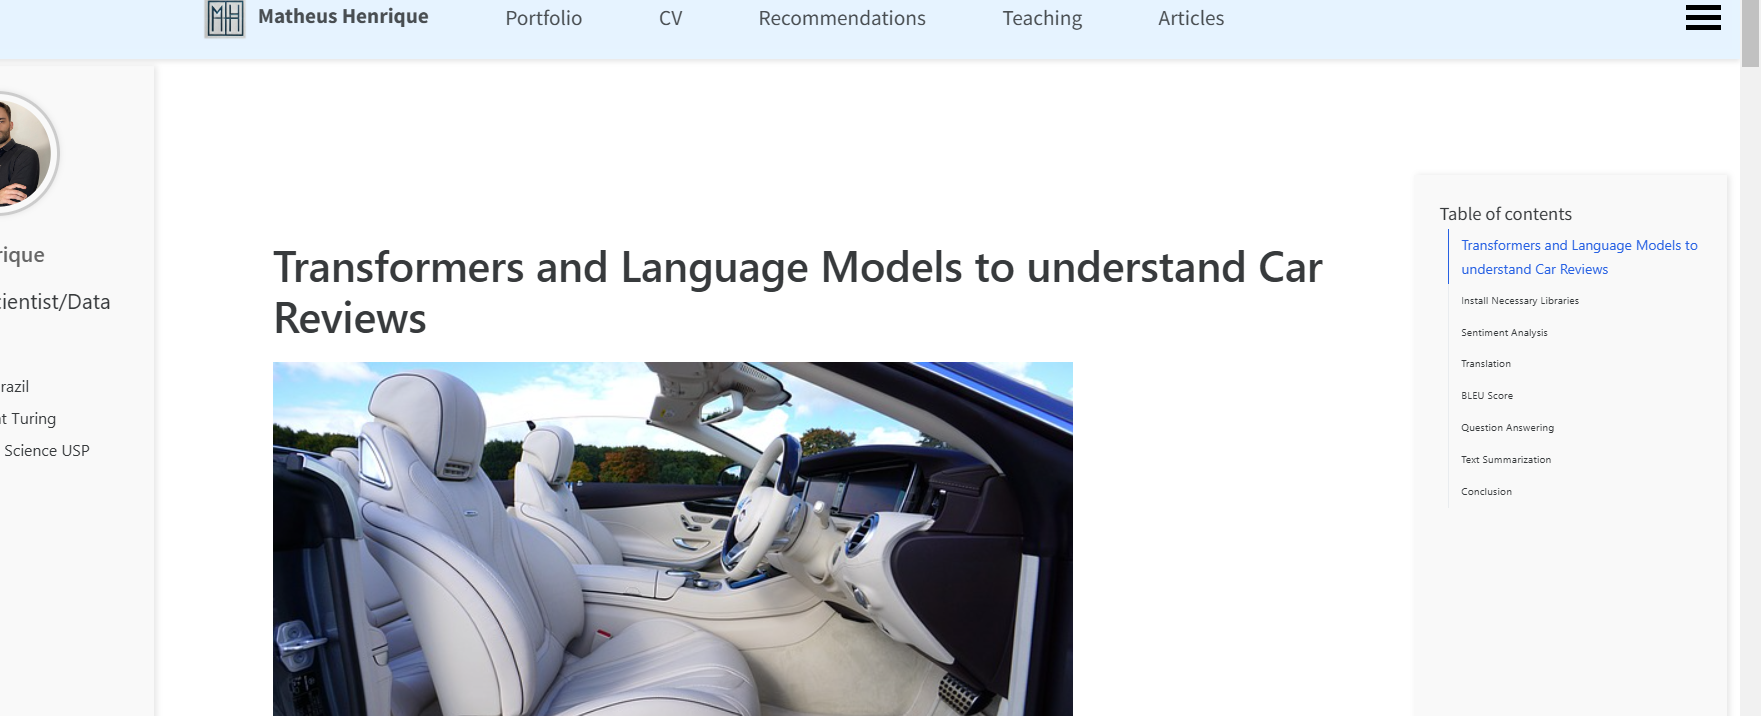 MH
Matheus Henrique
Portfolio
CV
Recommendations
Teaching
Articles
rique
ientist/Data
razil
t Turing
Science USP
Transformers and Language Models to understand Car
Reviews
Table of contents
Transformers and Language Models to
understand Car Reviews
Install Necessary Libraries
Sentiment Analysis
Translation
BLEU Score
Question Answering
Text Summarization
Conclusion